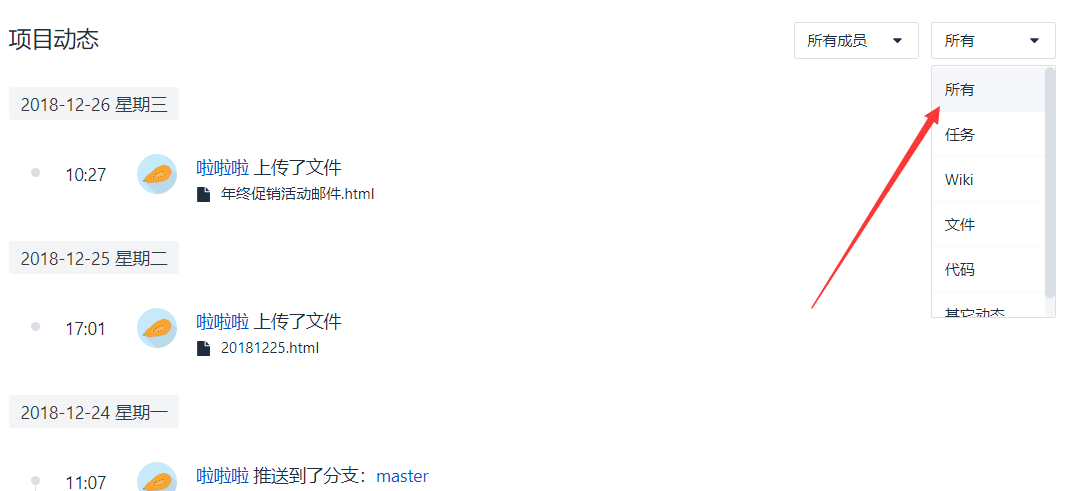 项目动态
所有成员
所有
所有
任务
Wiki
文件
代码
其它动态
2018-12-26 星期三
10:27
啦啦啦 上传了文件
年终促销活动邮件.html
2018-12-25 星期二
17:01
啦啦啦 上传了文件
20181225.html
2018-12-24 星期一
11:07
啦啦啦 推送到了分支：master